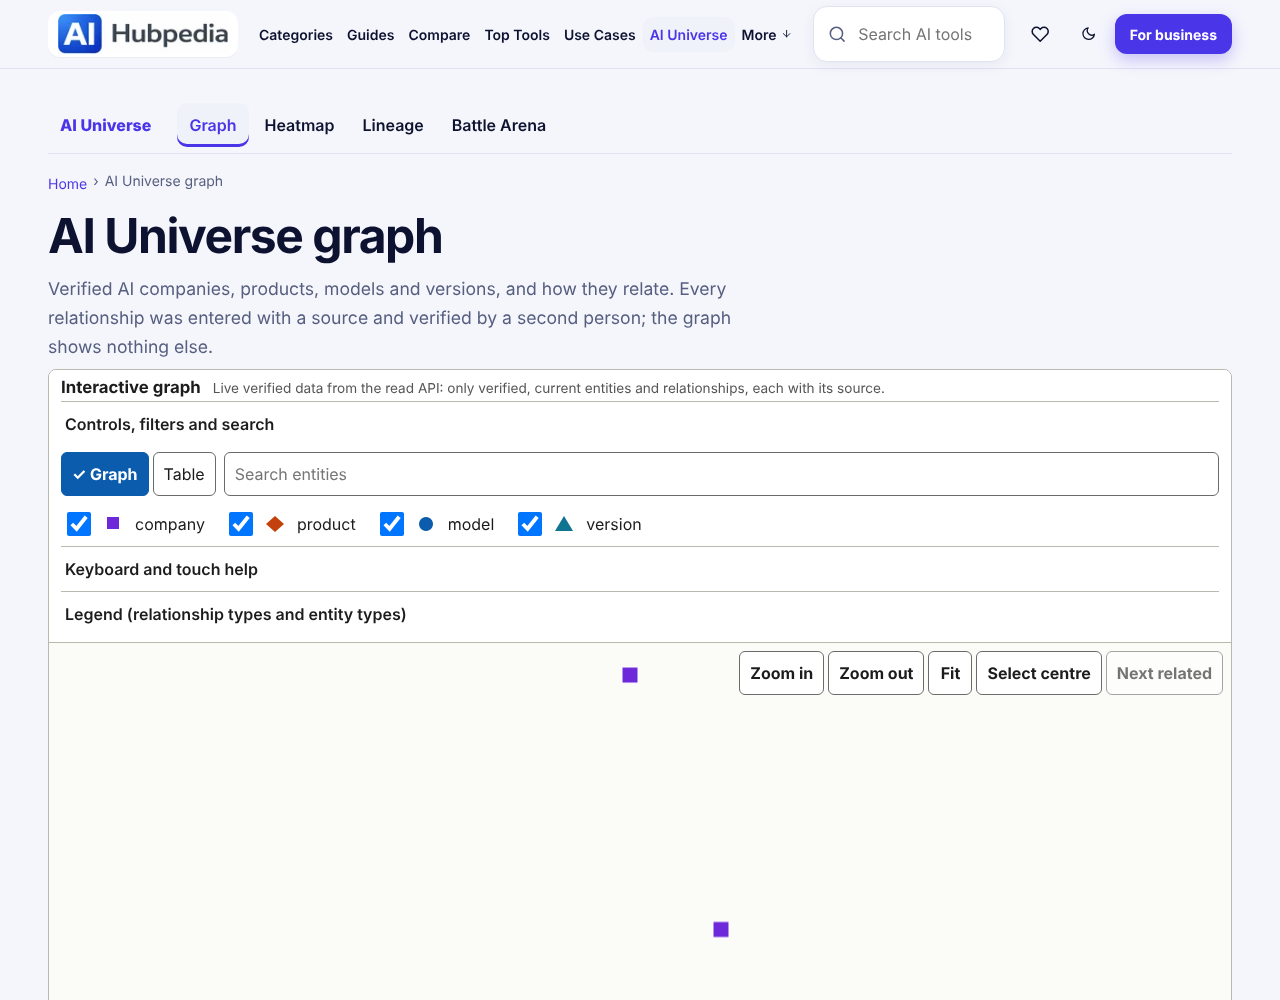 AI Hubpedia
Categories Guides Compare Top Tools Use Cases AI Universe More ↓ Search AI tools For business
AI Universe Graph Heatmap Lineage Battle Arena
Home › AI Universe graph
AI Universe graph
Verified AI companies, products, models and versions, and how they relate. Every
relationship was entered with a source and verified by a second person; the graph
shows nothing else.
Interactive graph Live verified data from the read API: only verified, current entities and relationships, each with its source.
Controls, filters and search
✓ Graph Table Search entities
company product model version
Keyboard and touch help
Legend (relationship types and entity types)
Zoom in Zoom out Fit Select centre Next related